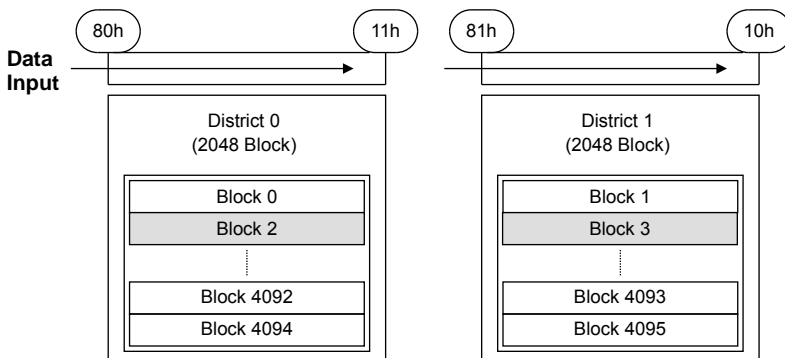 80h
11h
81h
10h
Data
Input
District 0
(2048 Block)
District 1
(2048 Block)
Block 0
Block 2
Block 4092
Block 4094
Block 1
Block 3
Block 4093
Block 4095